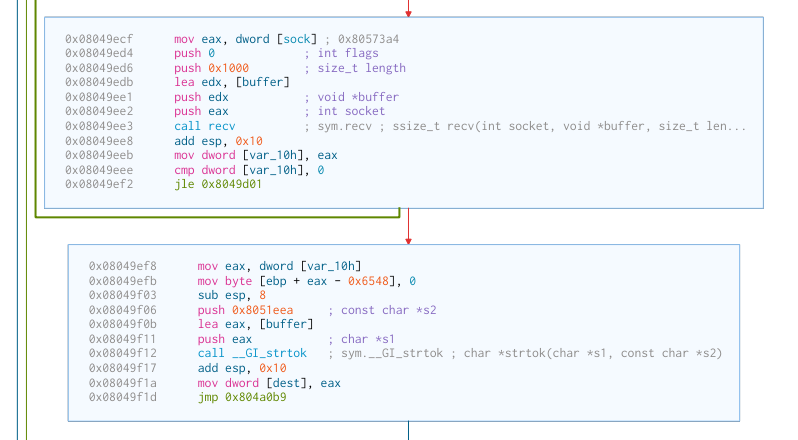 0x08049ecf mov eax, dword [sock] ; 0x80573a4
0x08049ed4 push 0 ; int flags
0x08049ed6 push 0x1000 ; size_t length
0x08049edb lea edx, [buffer]
0x08049ee1 push edx ; void *buffer
0x08049ee2 push eax ; int socket
0x08049ee3 call recv ; sym.recv ; ssize_t recv(int socket, void *buffer, size_t len...
0x08049ee8 add esp, 0x10
0x08049eeb mov dword [var_10h], eax
0x08049eee cmp dword [var_10h], 0
0x08049ef2 jle 0x8049d01
0x08049ef8 mov eax, dword [var_10h]
0x08049efb mov byte [ebp + eax - 0x6548], 0
0x08049f03 sub esp, 8
0x08049f06 push 0x8051eea ; const char *s2
0x08049f0b lea eax, [buffer]
0x08049f11 push eax ; char *s1
0x08049f12 call __GI_strtok ; sym.__GI_strtok ; char *strtok(char *s1, const char *s2)
0x08049f17 add esp, 0x10
0x08049f1a mov dword [dest], eax
0x08049f1d jmp 0x804a0b9